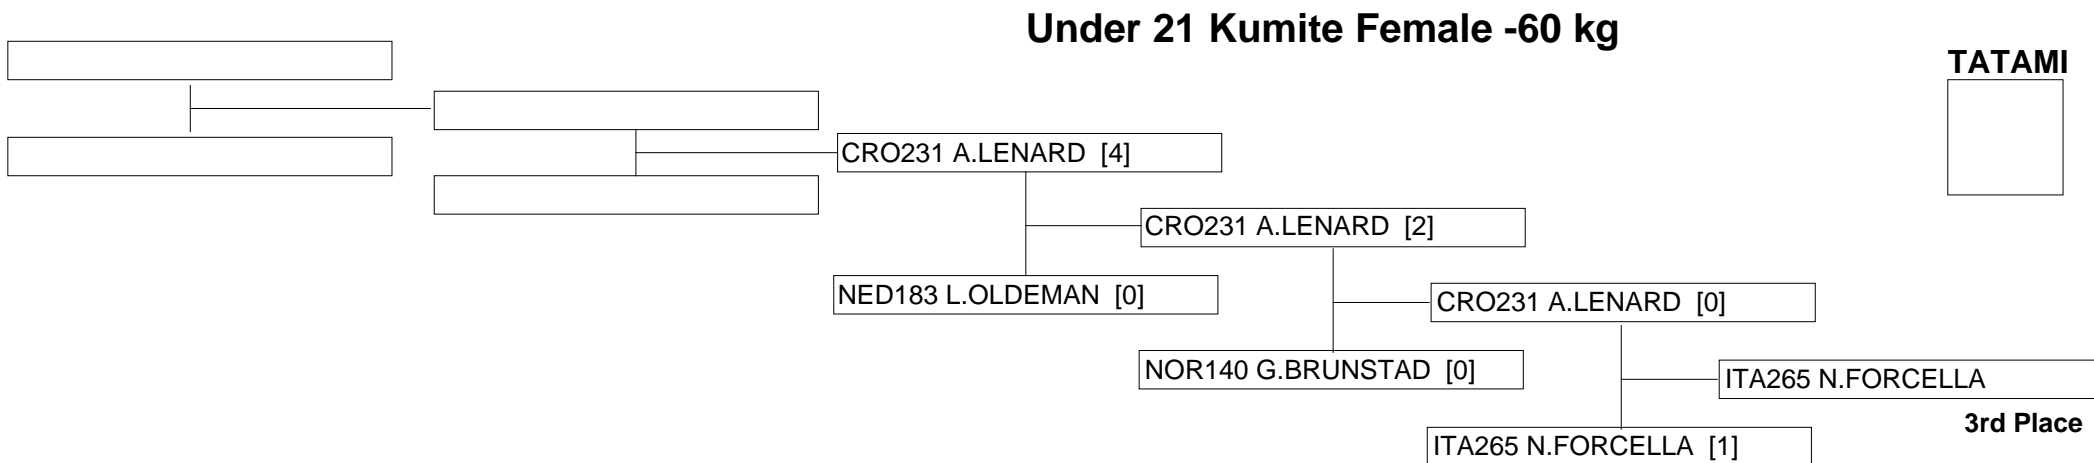 Under 21 Kumite Female -60 kg
TATAMI
CRO231 A.LENARD [4]
CRO231 A.LENARD [2]
NED183 L.OLDEMAN [0]
CRO231 A.LENARD [0]
NOR140 G.BRUNSTAD [0]
ITA265 N.FORCELLA
3rd Place
ITA265 N.FORCELLA [1]